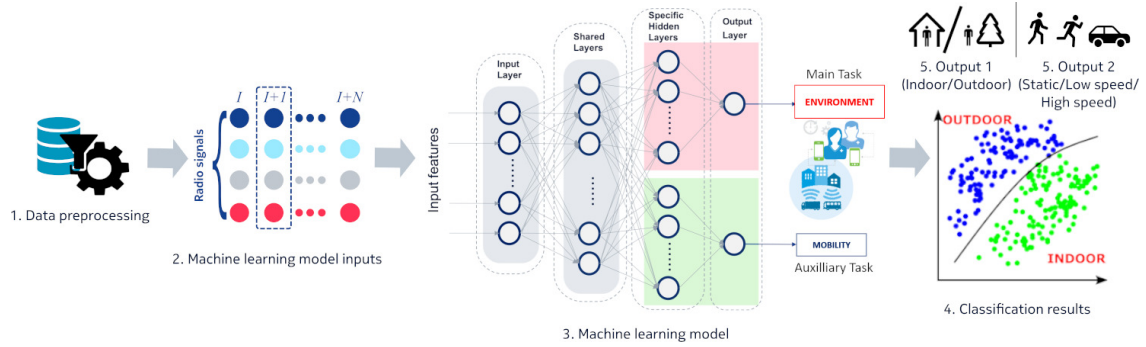 1. Data preprocessing
Radio signals
I
I+1
I+N
2. Machine learning model inputs
Input features
Input
Layer
Shared
Layers
Specific
Hidden
Layers
Output
Layer
Main Task
ENVIRONMENT
MOBILITY
Auxilliary Task
3. Machine learning model
5. Output 1
(Indoor/Outdoor)
5. Output 2
(Static/Low speed/
High speed)
OUTDOOR
INDOOR
4. Classification results